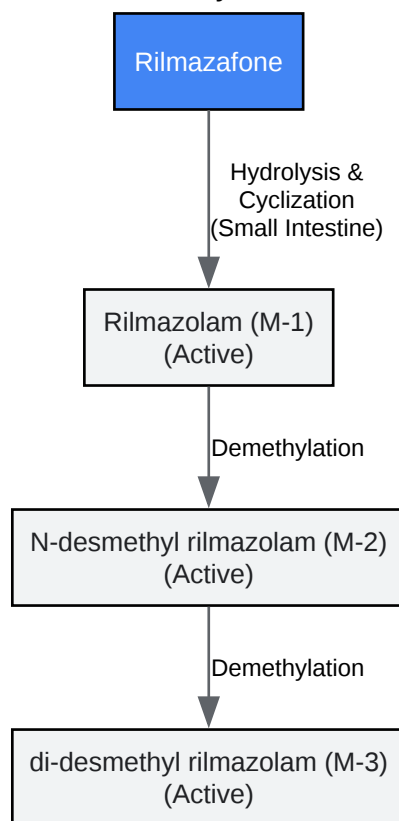 Rilmazafone
Hydrolysis &
Cyclization
(Small Intestine)
Rilmazolam (M-1)
(Active)
Demethylation
N-desmethyl rilmazolam (M-2)
(Active)
Demethylation
di-desmethyl rilmazolam (M-3)
(Active)